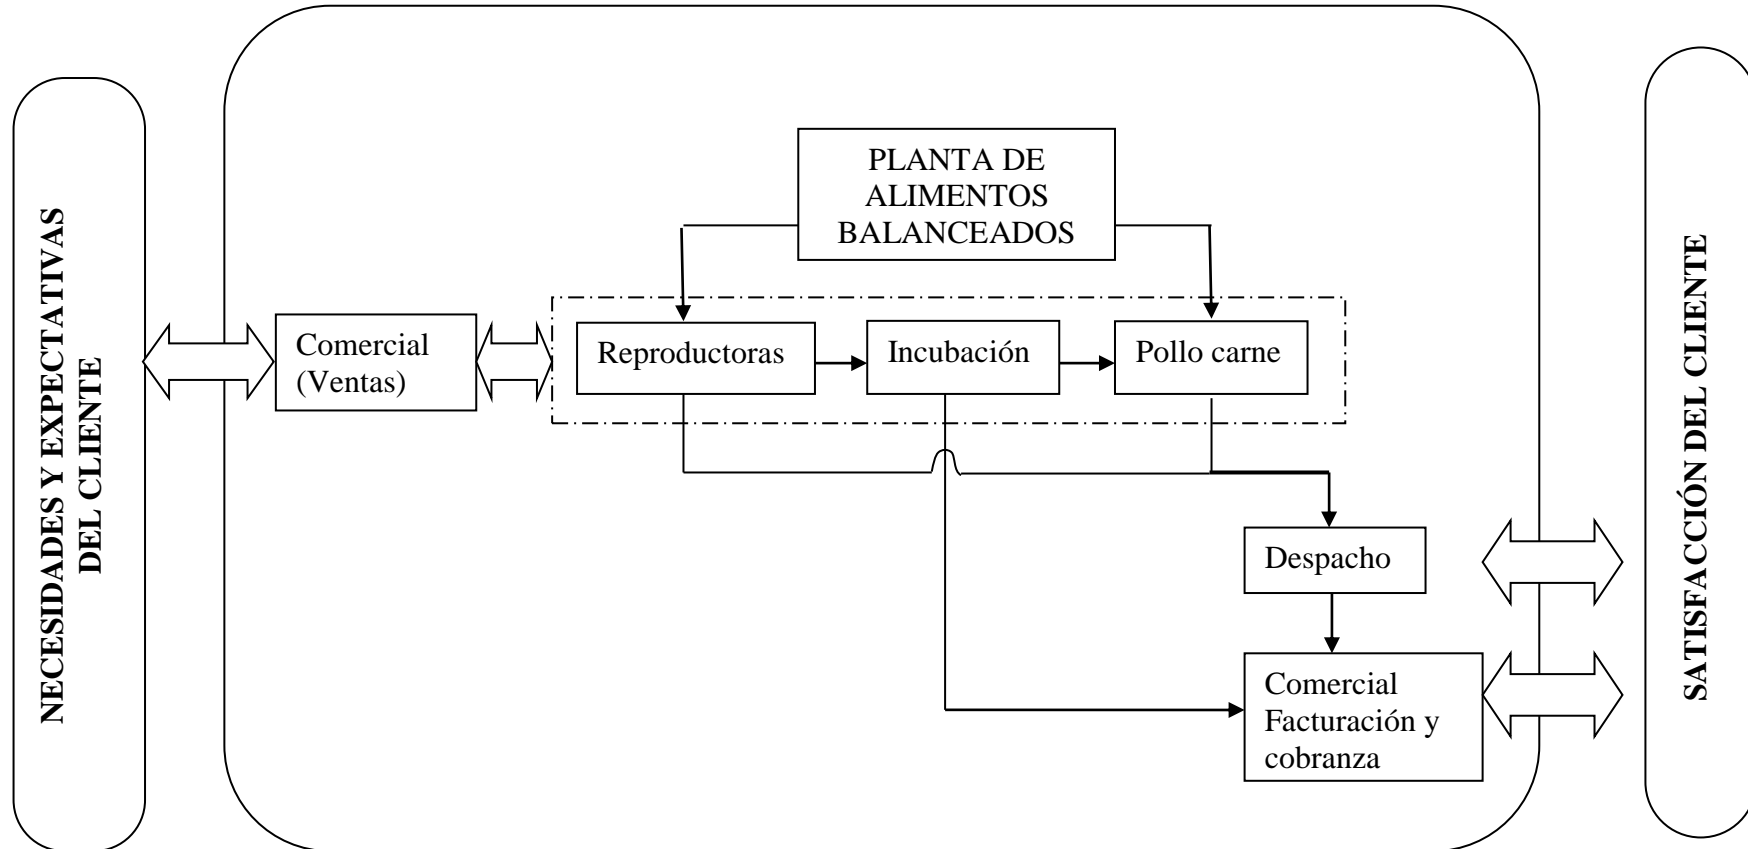 NECESIDADES Y EXPECTATIVAS
DEL CLIENTE
PLANTA DE
ALIMENTOS
BALANCEADOS
Comercial
(Ventas)
Reproductoras
Incubación
Pollo carne
Despacho
Comercial
Facturación y
cobranza
SATISFACCIÓN DEL CLIENTE